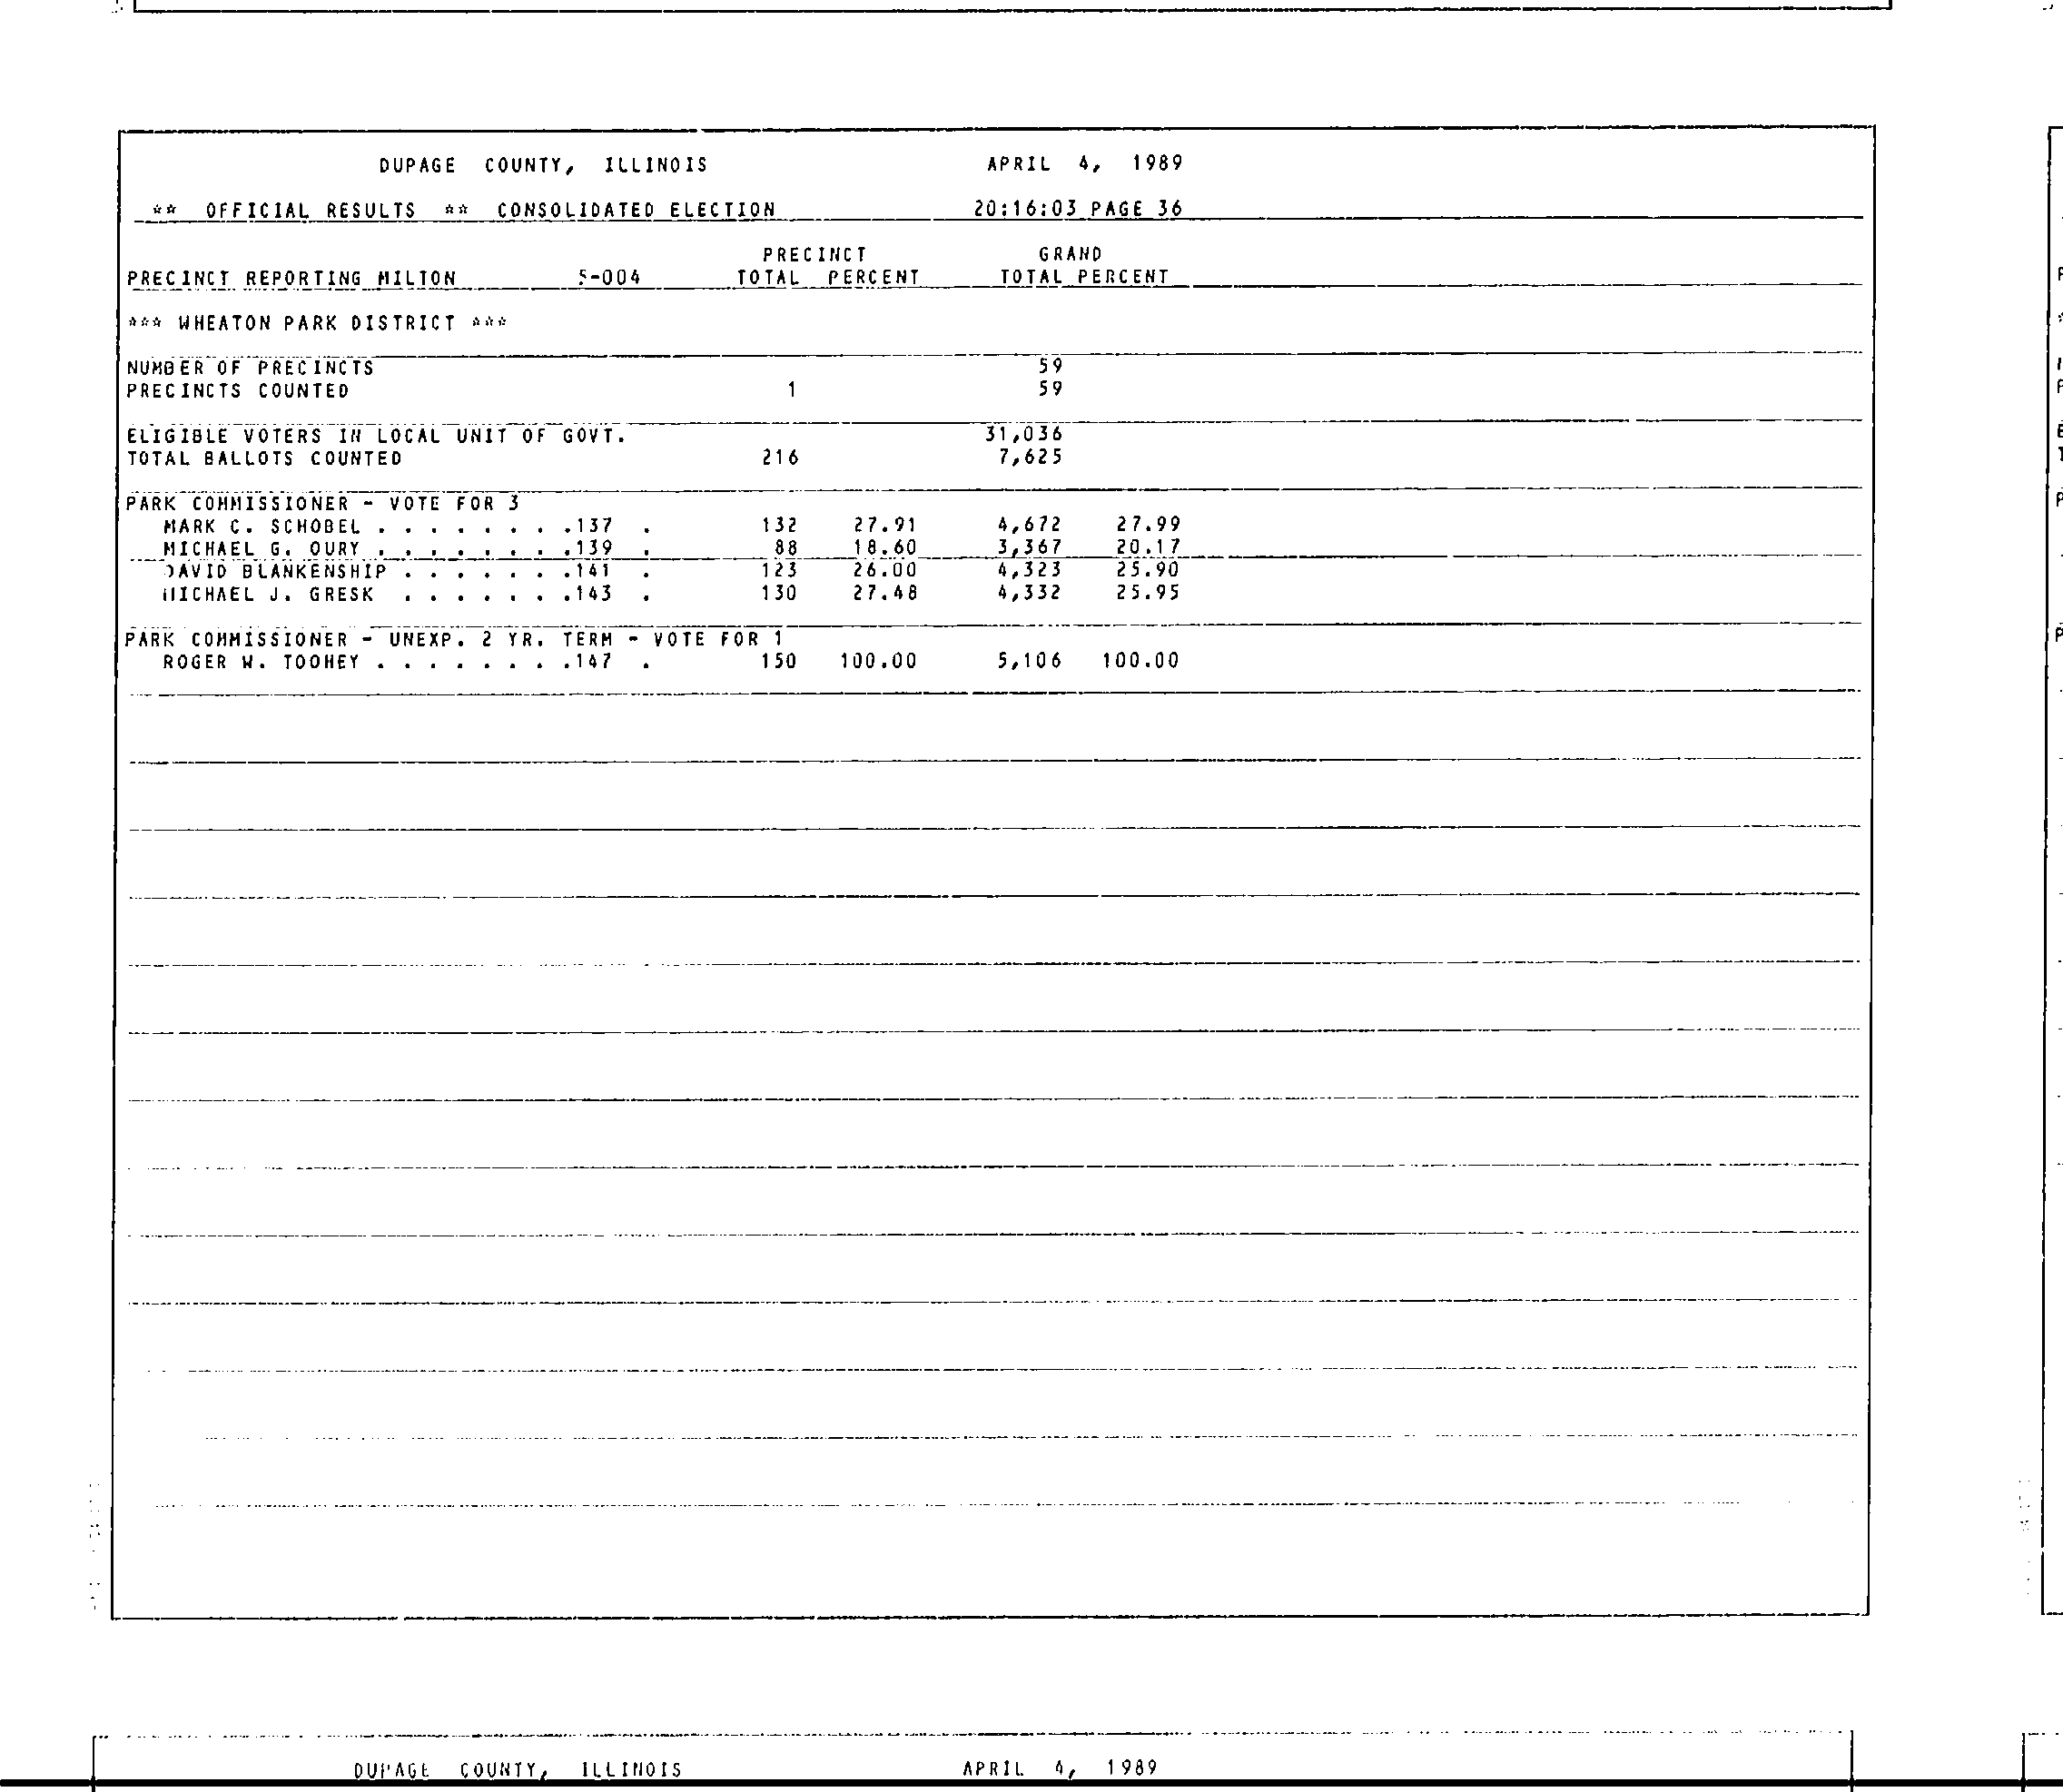 DUPAGE COUNTY, ILLINOIS APRIL 4, 1989
** OFFICIAL RESULTS ** CONSOLIDATED ELECTION 20:16:03 PAGE 36
PRECINCT GRAND
PRECINCT REPORTING MILTON 5-004 TOTAL PERCENT TOTAL PERCENT
*** WHEATON PARK DISTRICT ***
NUMBER OF PRECINCTS 59
PRECINCTS COUNTED 1 59
ELIGIBLE VOTERS IN LOCAL UNIT OF GOVT. 31,036
TOTAL BALLOTS COUNTED 216 7,625
PARK COMMISSIONER - VOTE FOR 3
MARK C. SCHOBEL . . . . . . . .137 . 132 27.91 4,672 27.99
MICHAEL G. OURY . . . . . . . .139 . 88 18.60 3,367 20.17
DAVID BLANKENSHIP . . . . . . .141 . 123 26.00 4,323 25.90
MICHAEL J. GRESK . . . . . . .143 . 130 27.48 4,332 25.95
PARK COMMISSIONER - UNEXP. 2 YR. TERM - VOTE FOR 1
ROGER W. TOOHEY . . . . . . . .147 . 150 100.00 5,106 100.00
DUPAGE COUNTY, ILLINOIS APRIL 4, 1989